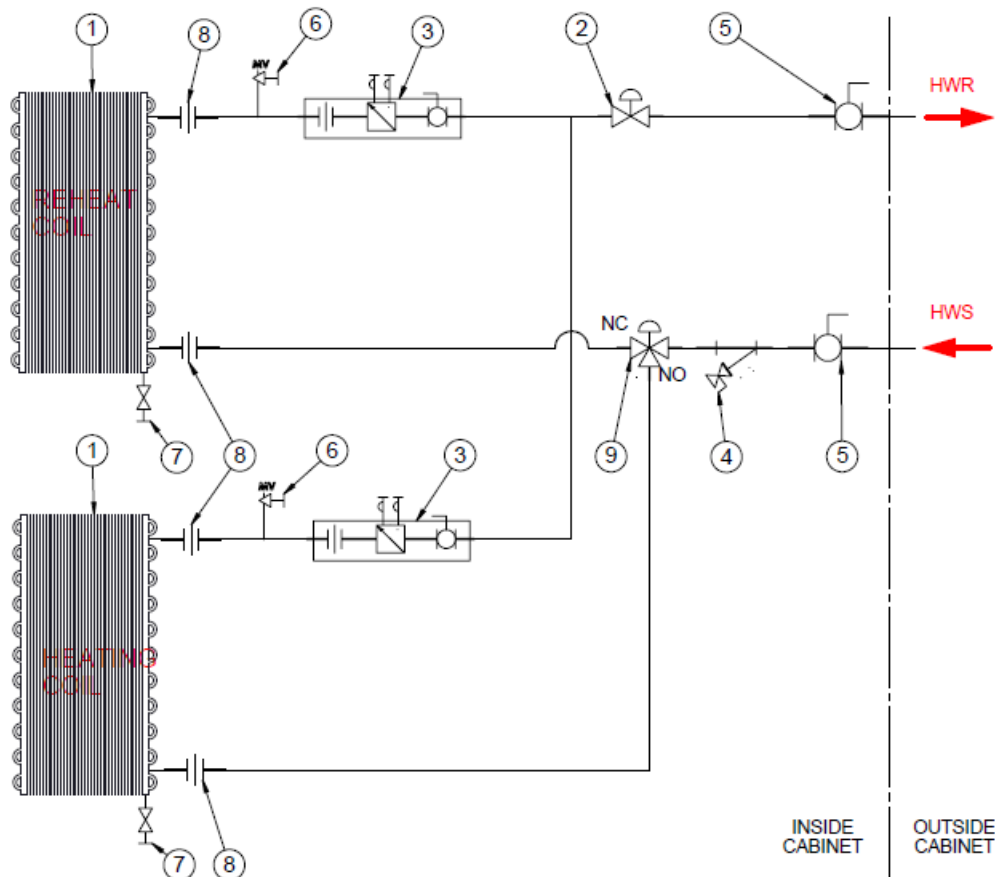 1
8
6
3
2
5
MV
HWR
REHEAT
COIL
HWS
NC
NO
7
1
8
6
3
9
4
5
MV
HEATING
COIL
7
8
INSIDE
CABINET
OUTSIDE
CABINET